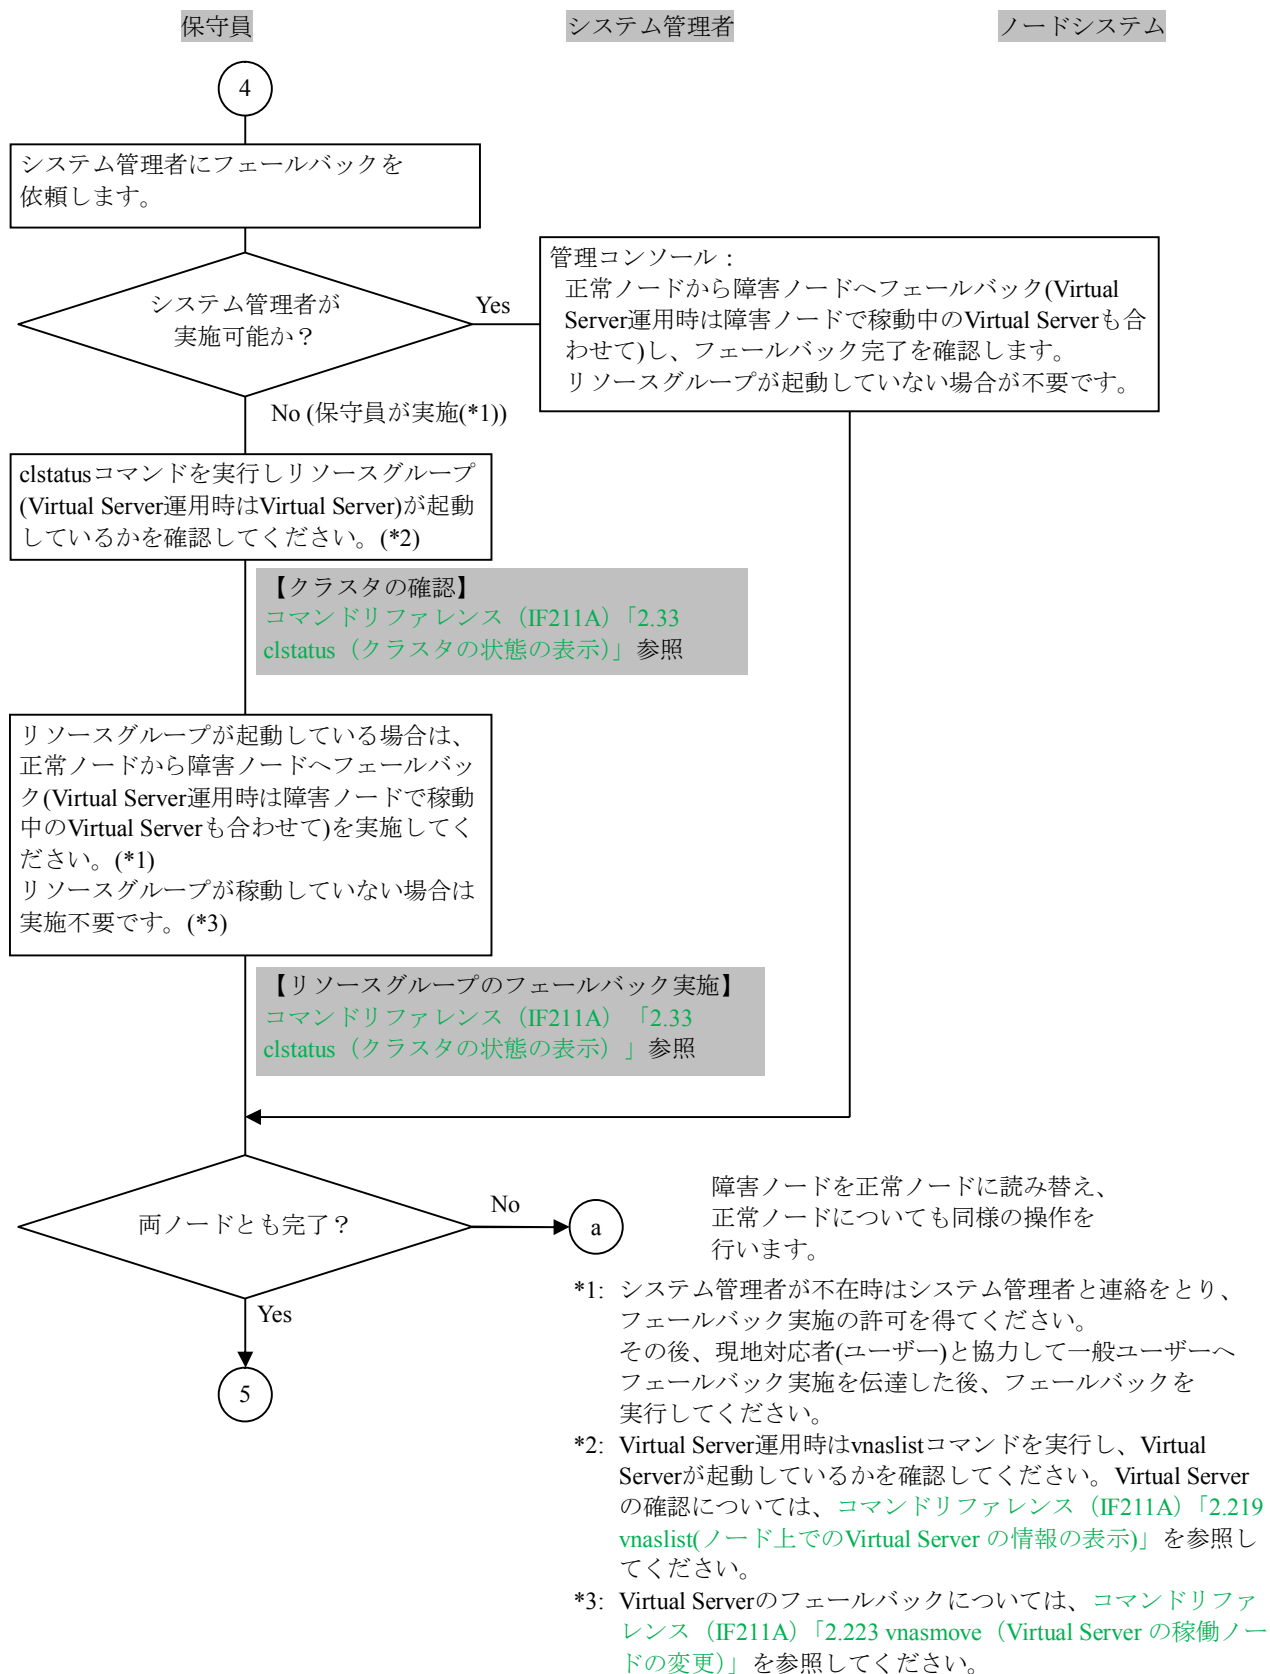 保守員
システム管理者
ノードシステム
4
システム管理者にフェールバックを
依頼します。
システム管理者が
実施可能か？
Yes
管理コンソール：
正常ノードから障害ノードへフェールバック(Virtual
Server運用時は障害ノードで稼動中のVirtual Serverも合
わせて)し、フェールバック完了を確認します。
リソースグループが起動していない場合が不要です。
No (保守員が実施(*1))
clstatusコマンドを実行しリソースグループ
(Virtual Server運用時はVirtual Server)が起動
しているかを確認してください。(*2)
【クラスタの確認】
コマンドリファレンス（IF211A）「2.33
clstatus（クラスタの状態の表示）」参照
リソースグループが起動している場合は、
正常ノードから障害ノードへフェールバッ
ク(Virtual Server運用時は障害ノードで稼動
中のVirtual Serverも合わせて)を実施してく
ださい。(*1)
リソースグループが稼動していない場合は
実施不要です。(*3)
【リソースグループのフェールバック実施】
コマンドリファレンス（IF211A）「2.33
clstatus（クラスタの状態の表示）」参照
両ノードとも完了？
No
a
障害ノードを正常ノードに読み替え、
正常ノードについても同様の操作を
行います。
Yes
5
*1: システム管理者が不在時はシステム管理者と連絡をとり、
フェールバック実施の許可を得てください。
その後、現地対応者(ユーザー)と協力して一般ユーザーへ
フェールバック実施を伝達した後、フェールバックを
実行してください。
*2: Virtual Server運用時はvnaslistコマンドを実行し、Virtual
Serverが起動しているかを確認してください。Virtual Server
の確認については、コマンドリファレンス（IF211A）「2.219
vnaslist(ノード上でのVirtual Server の情報の表示)」を参照し
てください。
*3: Virtual Serverのフェールバックについては、コマンドリファ
レンス（IF211A）「2.223 vnasmove（Virtual Server の稼働ノー
ドの変更）」を参照してください。